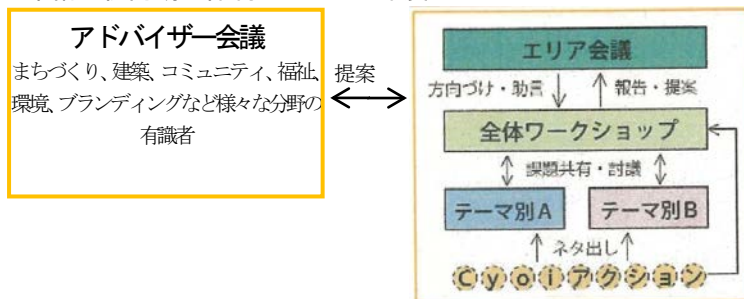 アドバイザー会議
まちづくり、建築、コミュニティ、福祉、
環境、ブランディングなど様々な分野の
有識者
提案
エリア会議
方向づけ・助言
報告・提案
全体ワークショップ
課題共有・討議
テーマ別A
テーマ別B
ネタ出し
Cyoiアクション